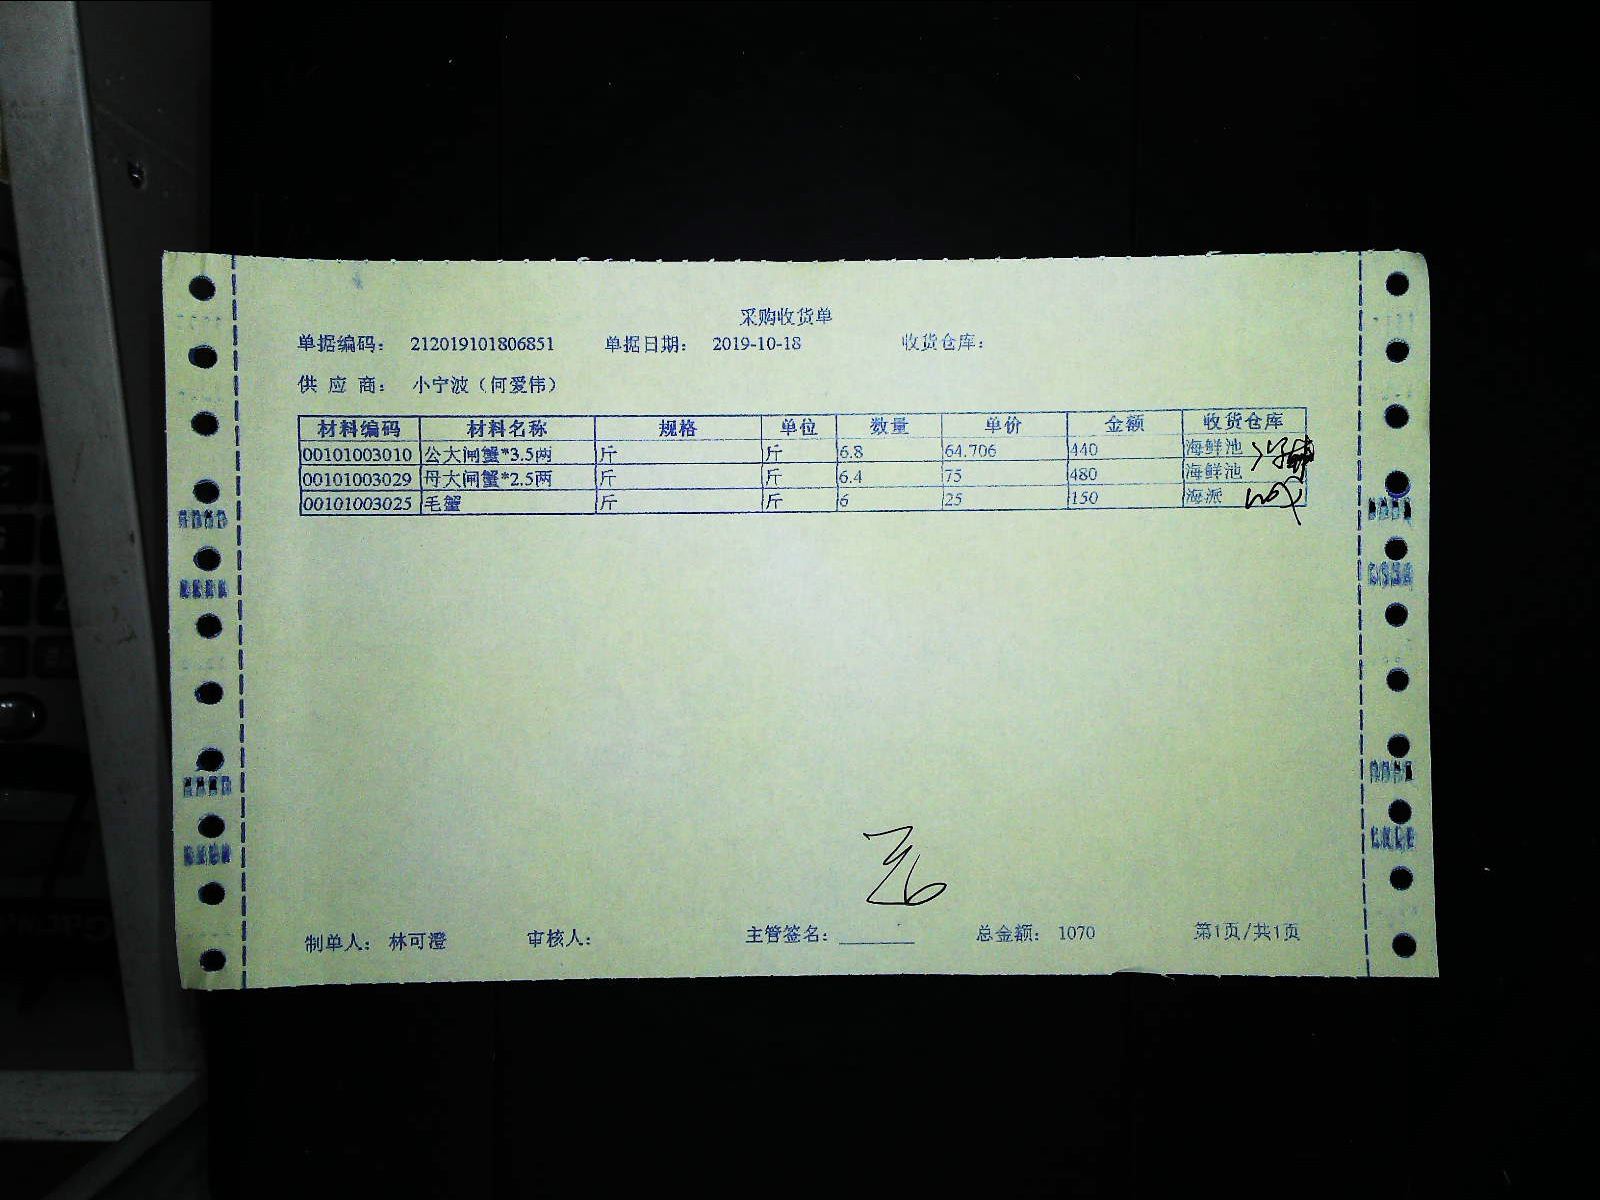 采购收货单
单据编码： 212019101806851 单据日期： 2019-10-18 收货仓库：
供 应 商： 小宁波（何爱伟）
材料编码 材料名称 规格 单位 数量 单价 金额 收货仓库
00101003010 公大闸蟹*3.5两 斤 斤 6.8 64.706 440 海鲜池
00101003029 母大闸蟹*2.5两 斤 斤 6.4 75 480 海鲜池
00101003025 毛蟹 斤 斤 6 25 150 海派
制单人： 林可澄 审核人： 主管签名： 总金额： 1070 第1页/共1页